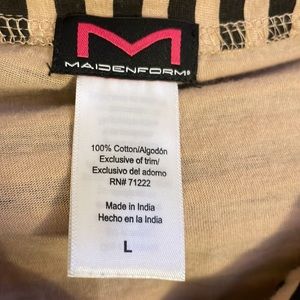 MAIDENFORM®
100% Cotton/Algodón
Exclusive of trim/
Exclusivo del adorno
RN# 71222
Made in India
Hecho en la India
L